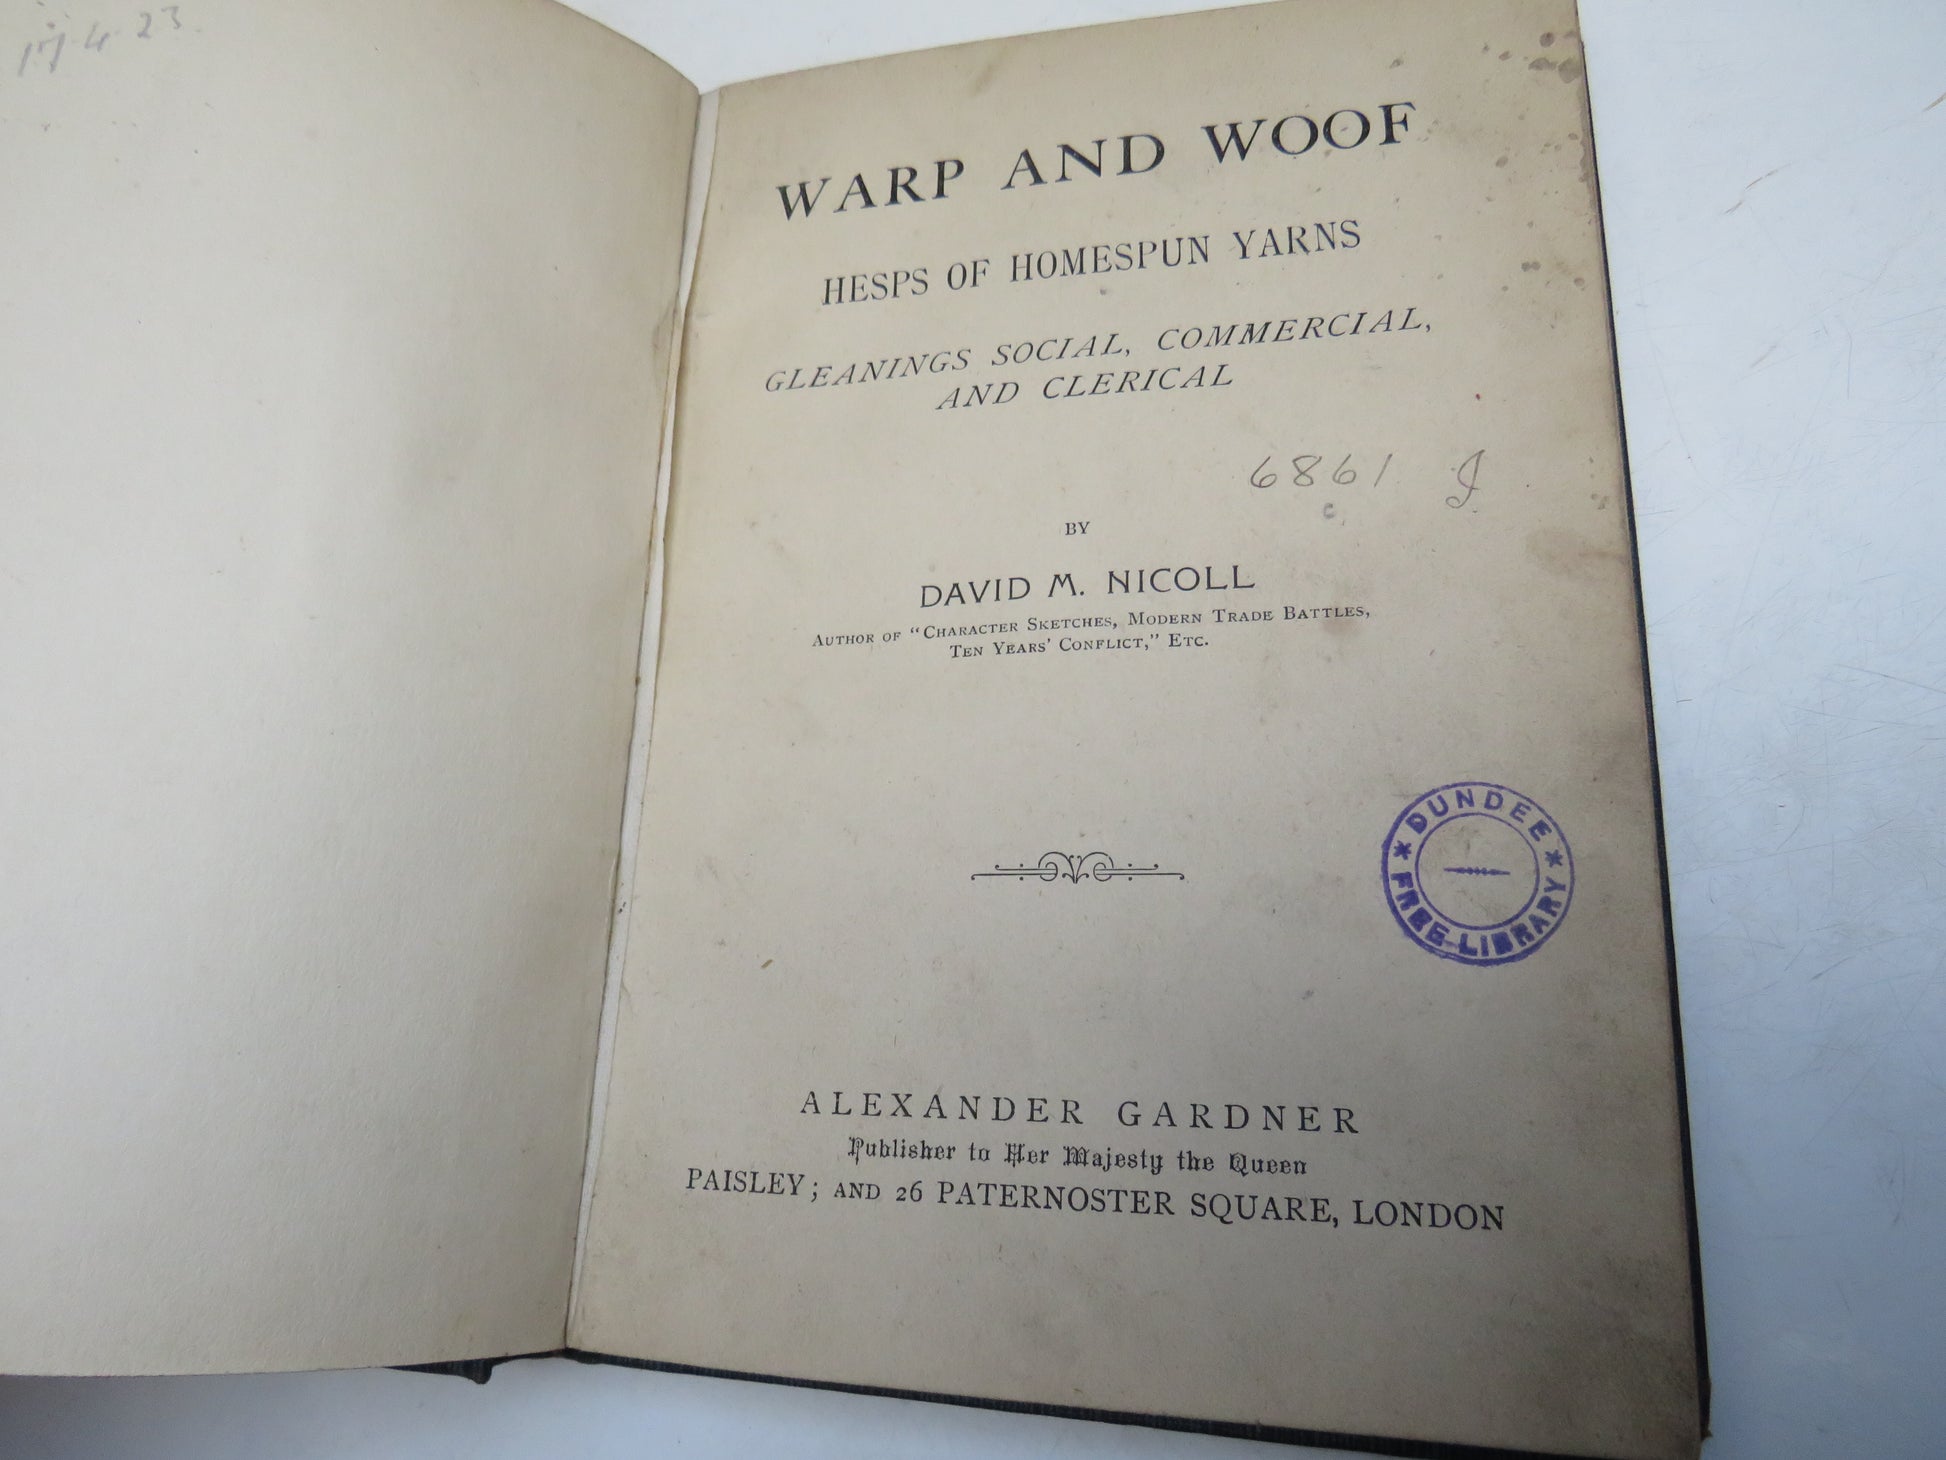 17.4.23.
WARP AND WOOF
HESPS OF HOMESPUN YARNS
GLEANINGS SOCIAL, COMMERCIAL,
AND CLERICAL
6861
BY
DAVID M. NICOLL
AUTHOR OF "CHARACTER SKETCHES, MODERN TRADE BATTLES,
TEN YEARS' CONFLICT," ETC.
* DUNDEE *
FREE LIBRARY
ALEXANDER GARDNER
Publisher to Her Majesty the Queen
PAISLEY; AND 26 PATERNOSTER SQUARE, LONDON